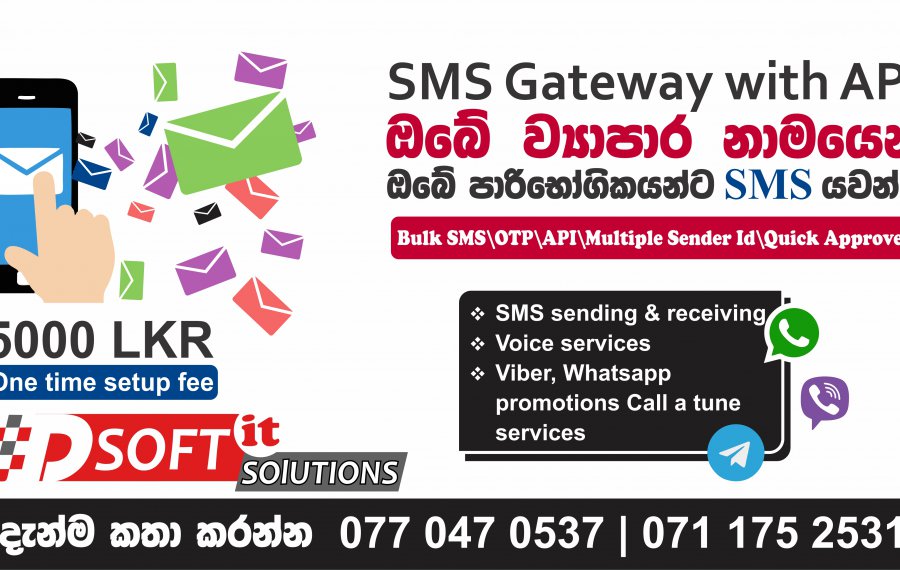 SMS Gateway with AP
ඔබේ ව්‍යාපාර නාමයෙන්
ඔබේ පාරිභෝගිකයන්ට SMS යවන්
Bulk SMS\OTP\API\Multiple Sender Id\Quick Approve
SMS sending & receiving
Voice services
Viber, Whatsapp
promotions Call a tune
services
5000 LKR
One time setup fee
PSOFT it
SOlUTIONS
දැන්ම කතා කරන්න 077 047 0537 | 071 175 2531